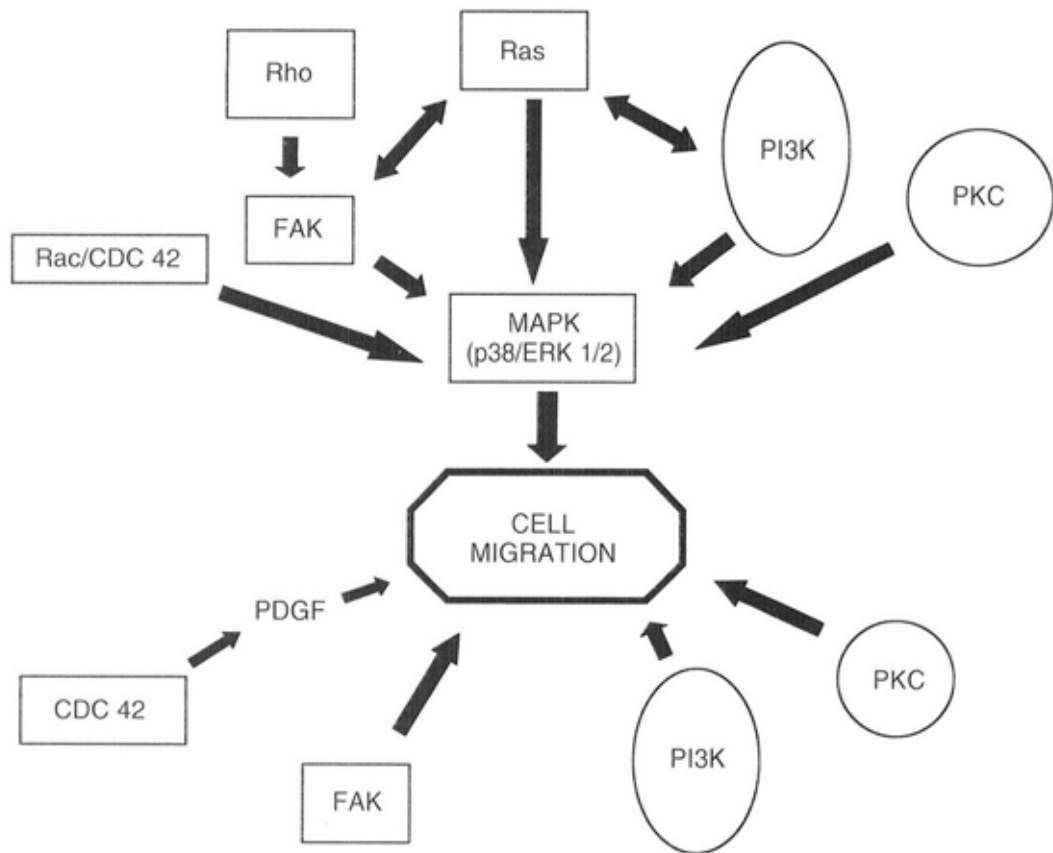 Rho
Ras
PI3K
PKC
FAK
Rac/CDC 42
MAPK
(p38/ERK 1/2)
CELL
MIGRATION
PDGF
CDC 42
FAK
PI3K
PKC